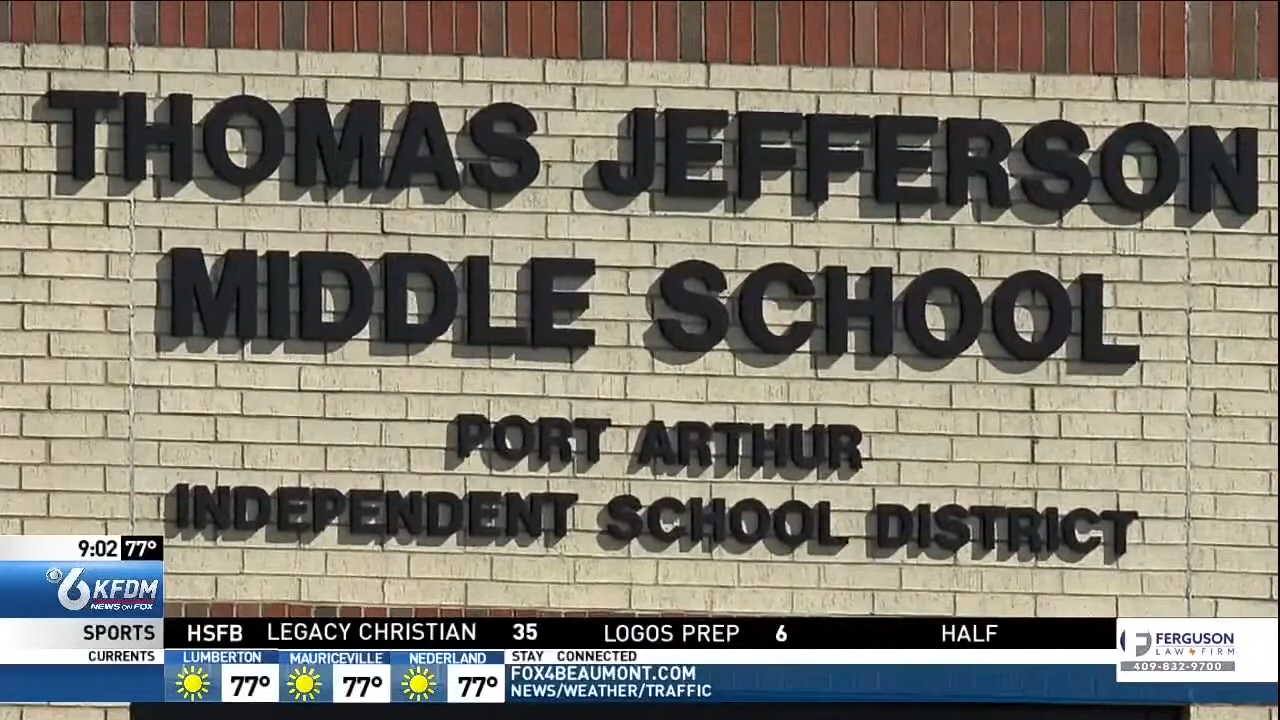 THOMAS JEFFERSON
MIDDLE SCHOOL
PORT ARTHUR
INDEPENDENT SCHOOL DISTRICT
9:02 77°
6 KFDM
NEWS ON FOX
SPORTS HSFB LEGACY CHRISTIAN 35 LOGOS PREP 6 HALF
CURRENTS
LUMBERTON MAURICEVILLE NEDERLAND
77° 77° 77°
STAY CONNECTED
FOX4BEAUMONT.COM
NEWS/WEATHER/TRAFFIC
FERGUSON
LAW FIRM
409-832-9700